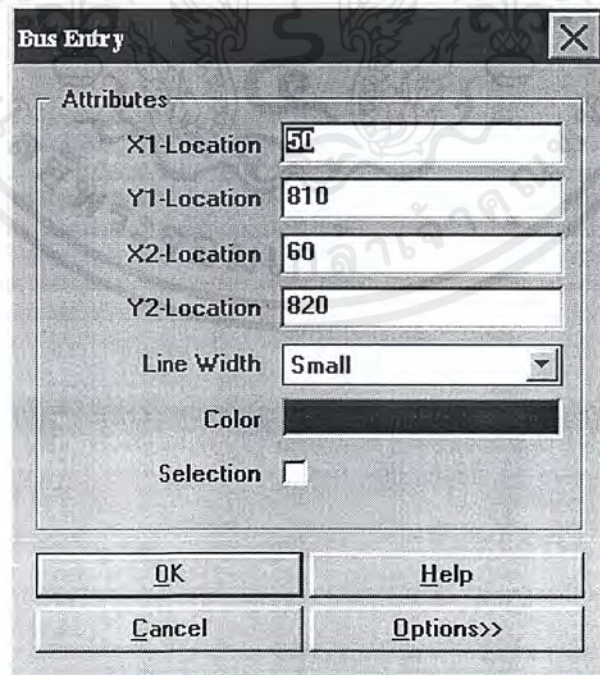 Bus Entry
Attributes
X1-Location 50
Y1-Location 810
X2-Location 60
Y2-Location 820
Line Width Small
Color
Selection
OK Help
Cancel Options>>